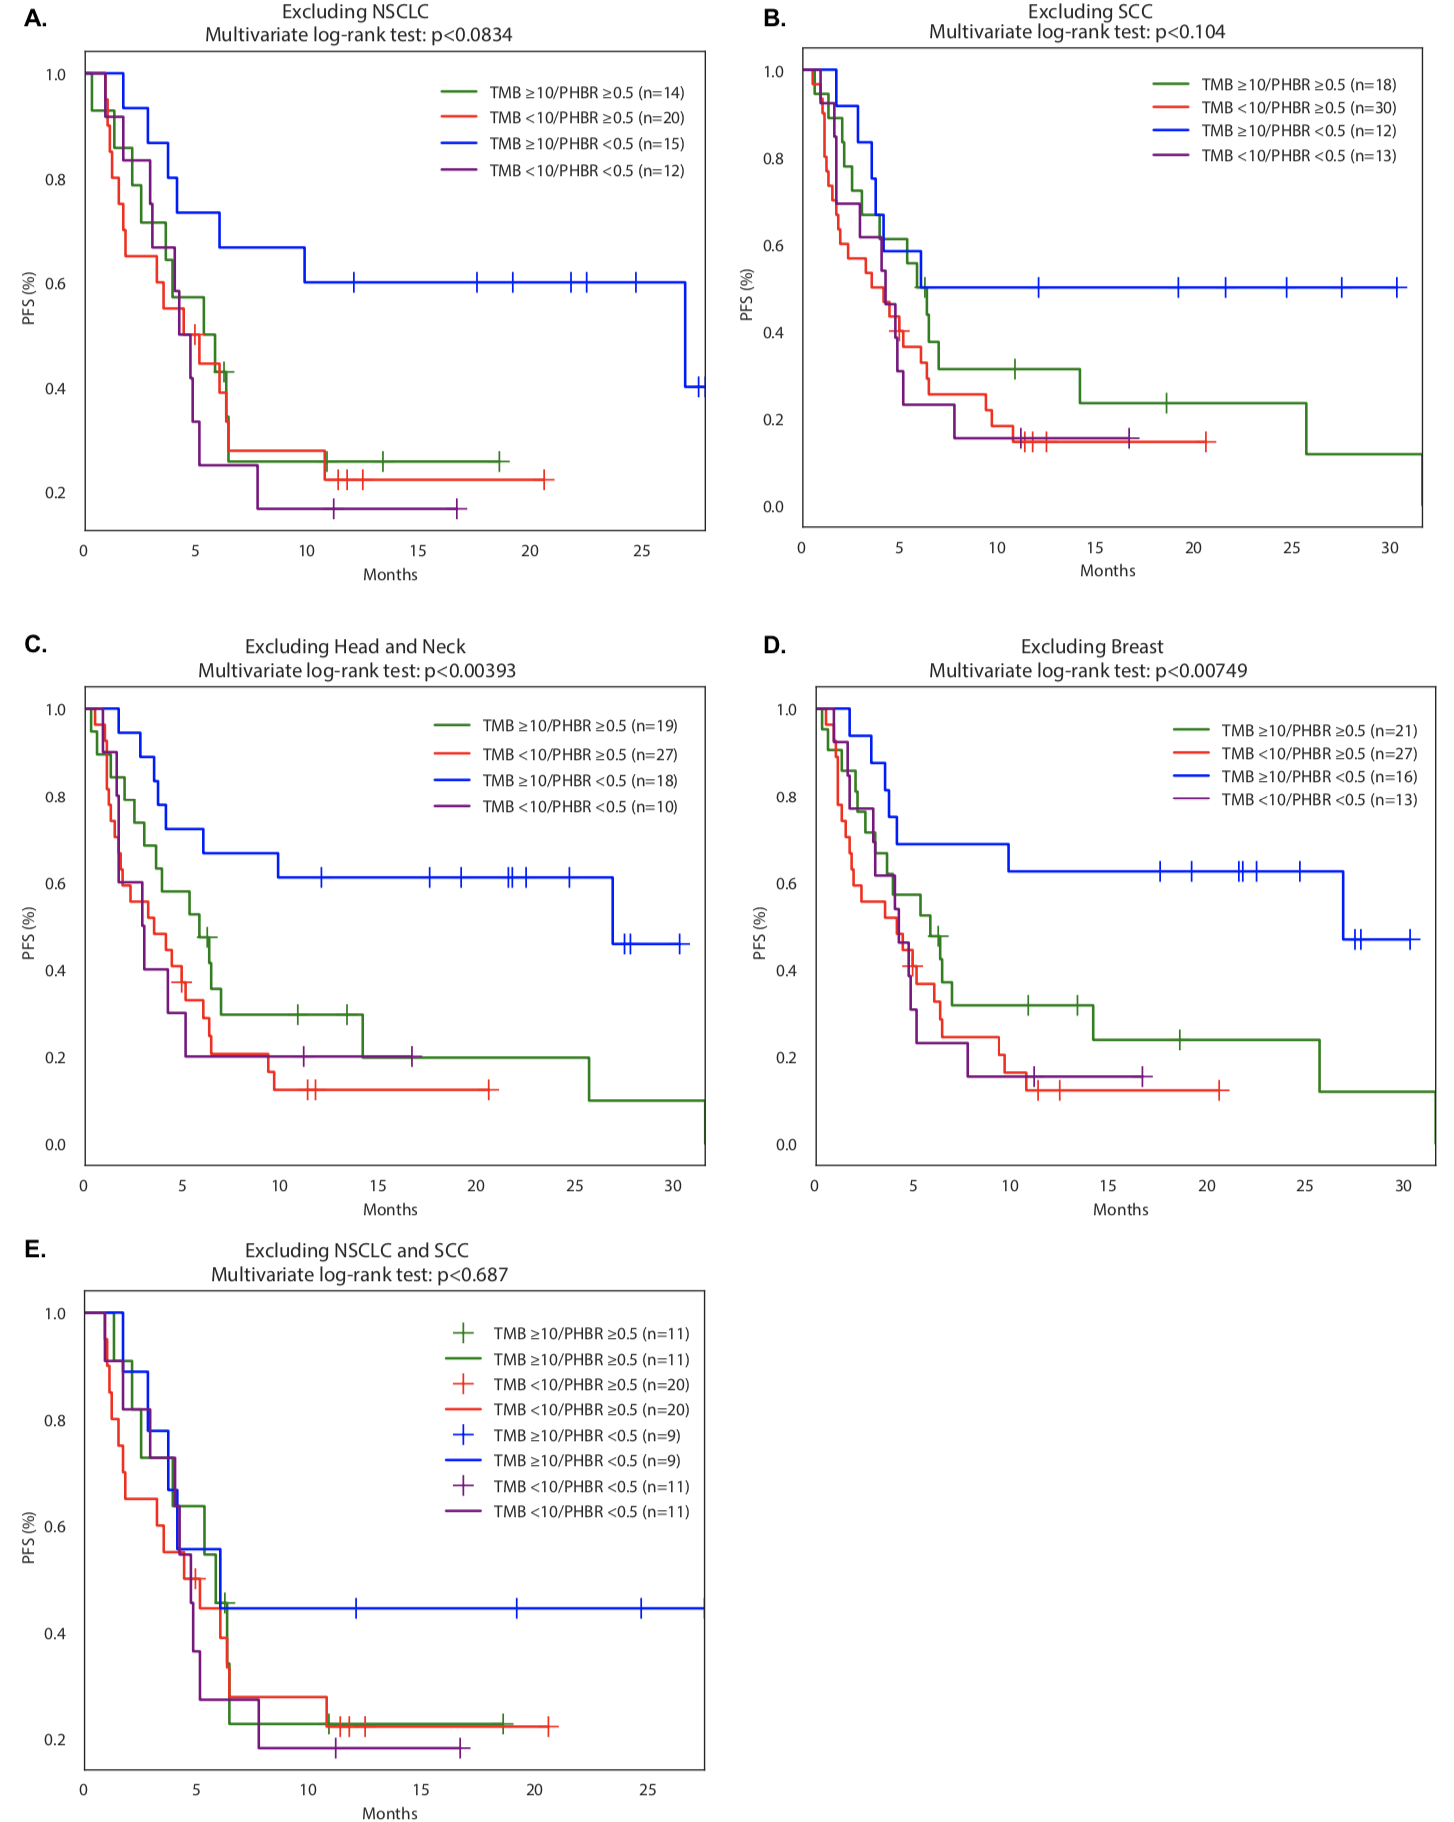 A.
Excluding NSCLC
Multivariate log-rank test: p<0.0834
TMB ≥10/PHBR ≥0.5 (n=14)
TMB <10/PHBR ≥0.5 (n=20)
TMB ≥10/PHBR <0.5 (n=15)
TMB <10/PHBR <0.5 (n=12)
PFS (%)
1.0
0.8
0.6
0.4
0.2
0 5 10 15 20 25
Months
B.
Excluding SCC
Multivariate log-rank test: p<0.104
TMB ≥10/PHBR ≥0.5 (n=18)
TMB <10/PHBR ≥0.5 (n=30)
TMB ≥10/PHBR <0.5 (n=12)
TMB <10/PHBR <0.5 (n=13)
PFS (%)
1.0
0.8
0.6
0.4
0.2
0.0
0 5 10 15 20 25 30
Months
C.
Excluding Head and Neck
Multivariate log-rank test: p<0.00393
TMB ≥10/PHBR ≥0.5 (n=19)
TMB <10/PHBR ≥0.5 (n=27)
TMB ≥10/PHBR <0.5 (n=18)
TMB <10/PHBR <0.5 (n=10)
PFS (%)
1.0
0.8
0.6
0.4
0.2
0.0
0 5 10 15 20 25 30
Months
D.
Excluding Breast
Multivariate log-rank test: p<0.00749
TMB ≥10/PHBR ≥0.5 (n=21)
TMB <10/PHBR ≥0.5 (n=27)
TMB ≥10/PHBR <0.5 (n=16)
TMB <10/PHBR <0.5 (n=13)
PFS (%)
1.0
0.8
0.6
0.4
0.2
0.0
0 5 10 15 20 25 30
Months
E.
Excluding NSCLC and SCC
Multivariate log-rank test: p<0.687
TMB ≥10/PHBR ≥0.5 (n=11)
TMB ≥10/PHBR ≥0.5 (n=11)
TMB <10/PHBR ≥0.5 (n=20)
TMB <10/PHBR ≥0.5 (n=20)
TMB ≥10/PHBR <0.5 (n=9)
TMB ≥10/PHBR <0.5 (n=9)
TMB <10/PHBR <0.5 (n=11)
TMB <10/PHBR <0.5 (n=11)
PFS (%)
1.0
0.8
0.6
0.4
0.2
0 5 10 15 20 25
Months